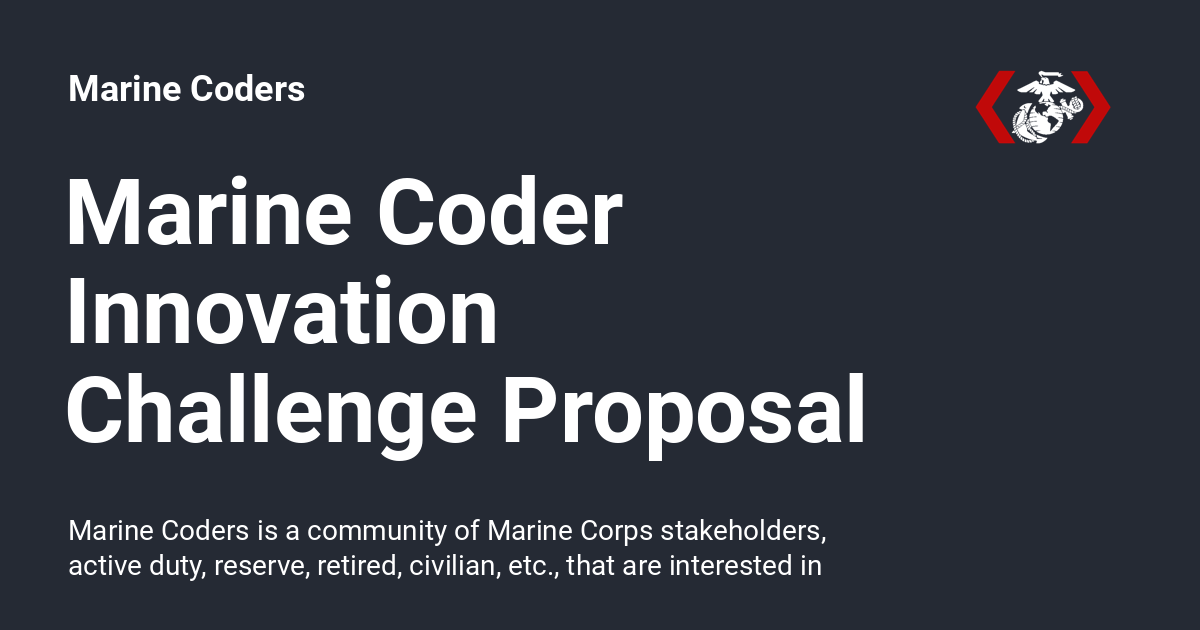 Marine Coders
Marine Coder
Innovation
Challenge Proposal
Marine Coders is a community of Marine Corps stakeholders,
active duty, reserve, retired, civilian, etc., that are interested in